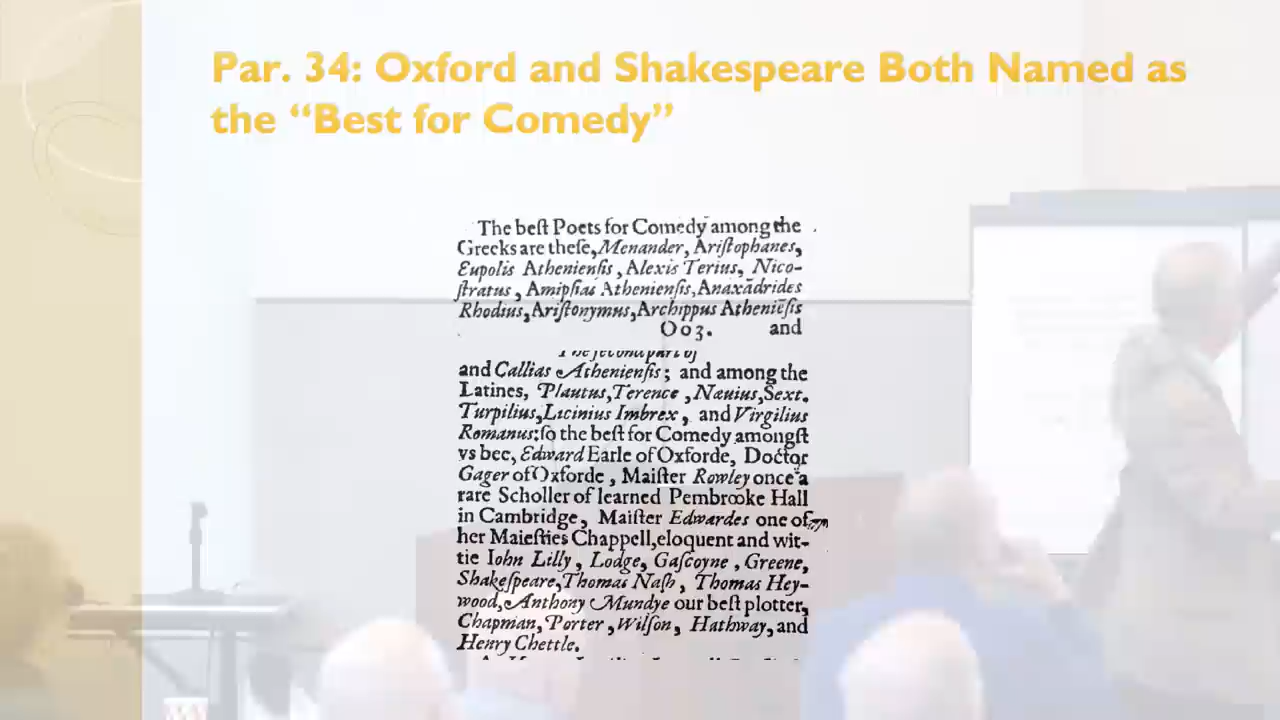 Par. 34: Oxford and Shakespeare Both Named as
the “Best for Comedy”
The beſt Poets for Comedy among the
Greeks are theſe, Menander, Ariſtophanes,
Eupolis Athenienſis, Alexis Terius, Nico-
ſtratus, Amipſias Athenienſis, Anaxādrides
Rhodius, Ariſtonymus, Archippus Atheniēſis
Oo3. and
The ſecond part of
and Callias Athenienſis; and among the
Latines, Plautus, Terence, Næuius, Sext.
Turpilius, Licinius Imbrex, and Virgilius
Romanus: ſo the beſt for Comedy amongſt
vs bee, Edward Earle of Oxforde, Doctor
Gager of Oxforde, Maiſter Rowley once a
rare Scholler of learned Pembrooke Hall
in Cambridge, Maiſter Edwardes one of
her Maieſties Chappell, eloquent and wit-
tie Iohn Lilly, Lodge, Gaſcoyne, Greene,
Shakeſpeare, Thomas Naſh, Thomas Hey-
wood, Anthony Mundye our beſt plotter,
Chapman, Porter, Wilſon, Hathway, and
Henry Chettle.